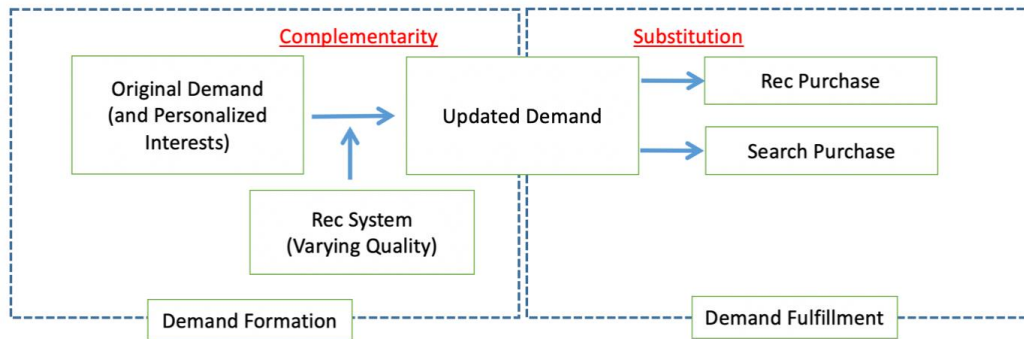 Complementarity
Substitution
Original Demand
(and Personalized
Interests)
Updated Demand
Rec Purchase
Search Purchase
Rec System
(Varying Quality)
Demand Formation
Demand Fulfillment